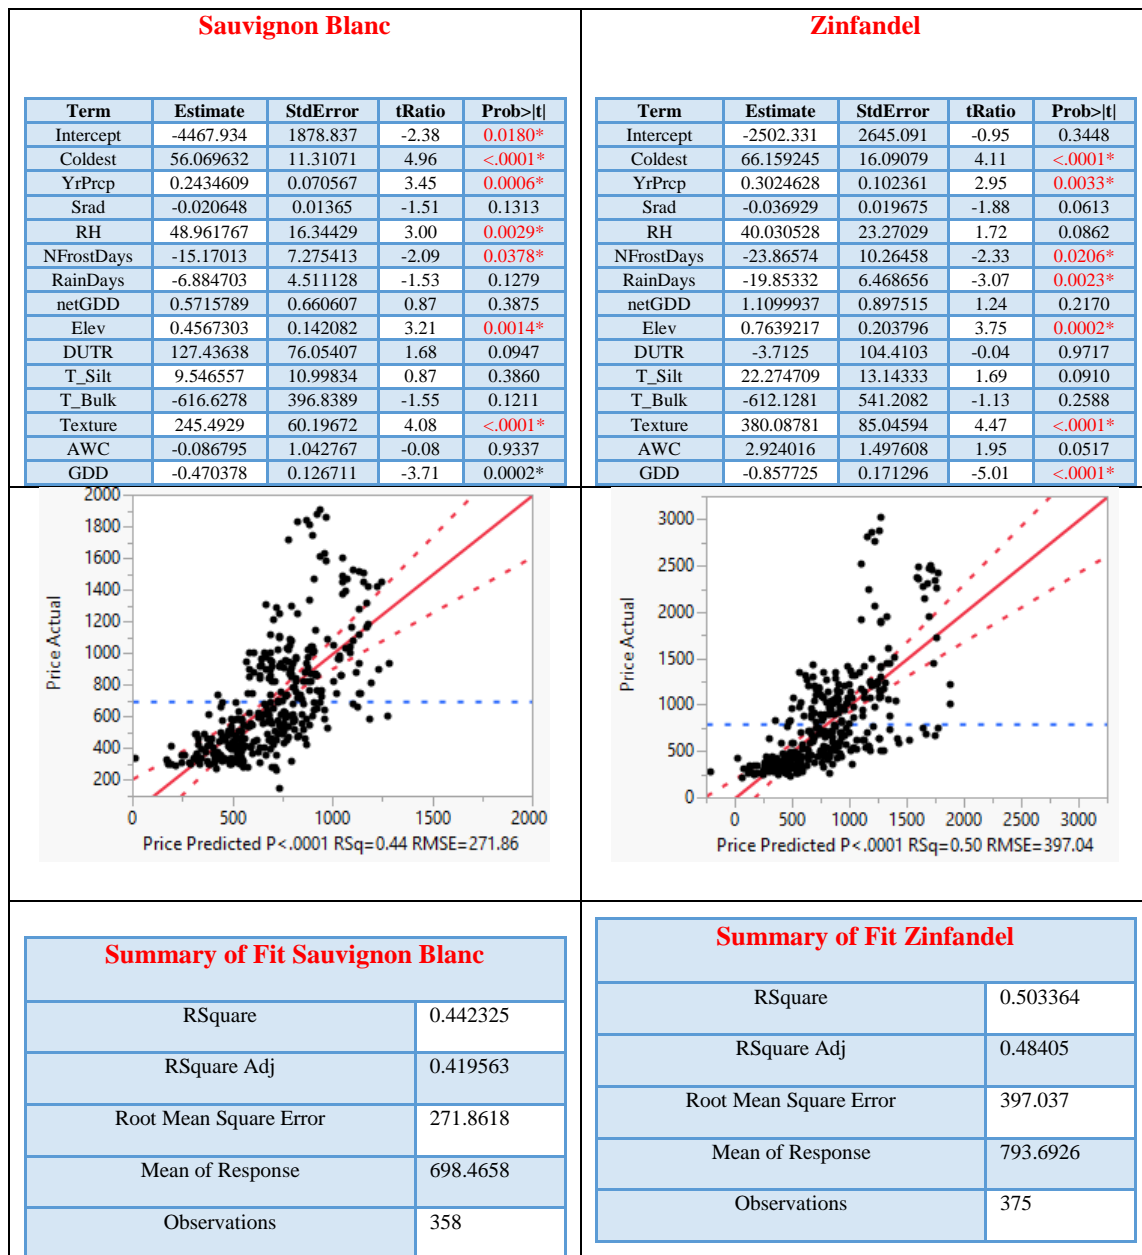 Sauvignon Blanc
Term Estimate StdError tRatio Prob>|t|
Intercept -4467.934 1878.837 -2.38 0.0180*
Coldest 56.069632 11.31071 4.96 <.0001*
YrPrcp 0.2434609 0.070567 3.45 0.0006*
Srad -0.020648 0.01365 -1.51 0.1313
RH 48.961767 16.34429 3.00 0.0029*
NFrostDays -15.17013 7.275413 -2.09 0.0378*
RainDays -6.884703 4.511128 -1.53 0.1279
netGDD 0.5715789 0.660607 0.87 0.3875
Elev 0.4567303 0.142082 3.21 0.0014*
DUTR 127.43638 76.05407 1.68 0.0947
T_Silt 9.546557 10.99834 0.87 0.3860
T_Bulk -616.6278 396.8389 -1.55 0.1211
Texture 245.4929 60.19672 4.08 <.0001*
AWC -0.086795 1.042767 -0.08 0.9337
GDD -0.470378 0.126711 -3.71 0.0002*
Zinfandel
Term Estimate StdError tRatio Prob>|t|
Intercept -2502.331 2645.091 -0.95 0.3448
Coldest 66.159245 16.09079 4.11 <.0001*
YrPrcp 0.3024628 0.102361 2.95 0.0033*
Srad -0.036929 0.019675 -1.88 0.0613
RH 40.030528 23.27029 1.72 0.0862
NFrostDays -23.86574 10.26458 -2.33 0.0206*
RainDays -19.85332 6.468656 -3.07 0.0023*
netGDD 1.1099937 0.897515 1.24 0.2170
Elev 0.7639217 0.203796 3.75 0.0002*
DUTR -3.7125 104.4103 -0.04 0.9717
T_Silt 22.274709 13.14333 1.69 0.0910
T_Bulk -612.1281 541.2082 -1.13 0.2588
Texture 380.08781 85.04594 4.47 <.0001*
AWC 2.924016 1.497608 1.95 0.0517
GDD -0.857725 0.171296 -5.01 <.0001*
2000
1800
1600
1400
1200
1000
800
600
400
200
Price Actual
0 500 1000 1500 2000
Price Predicted P<.0001 RSq=0.44 RMSE=271.86
3000
2500
2000
1500
1000
500
0
Price Actual
0 500 1000 1500 2000 2500 3000
Price Predicted P<.0001 RSq=0.50 RMSE=397.04
Summary of Fit Sauvignon Blanc
RSquare 0.442325
RSquare Adj 0.419563
Root Mean Square Error 271.8618
Mean of Response 698.4658
Observations 358
Summary of Fit Zinfandel
RSquare 0.503364
RSquare Adj 0.48405
Root Mean Square Error 397.037
Mean of Response 793.6926
Observations 375